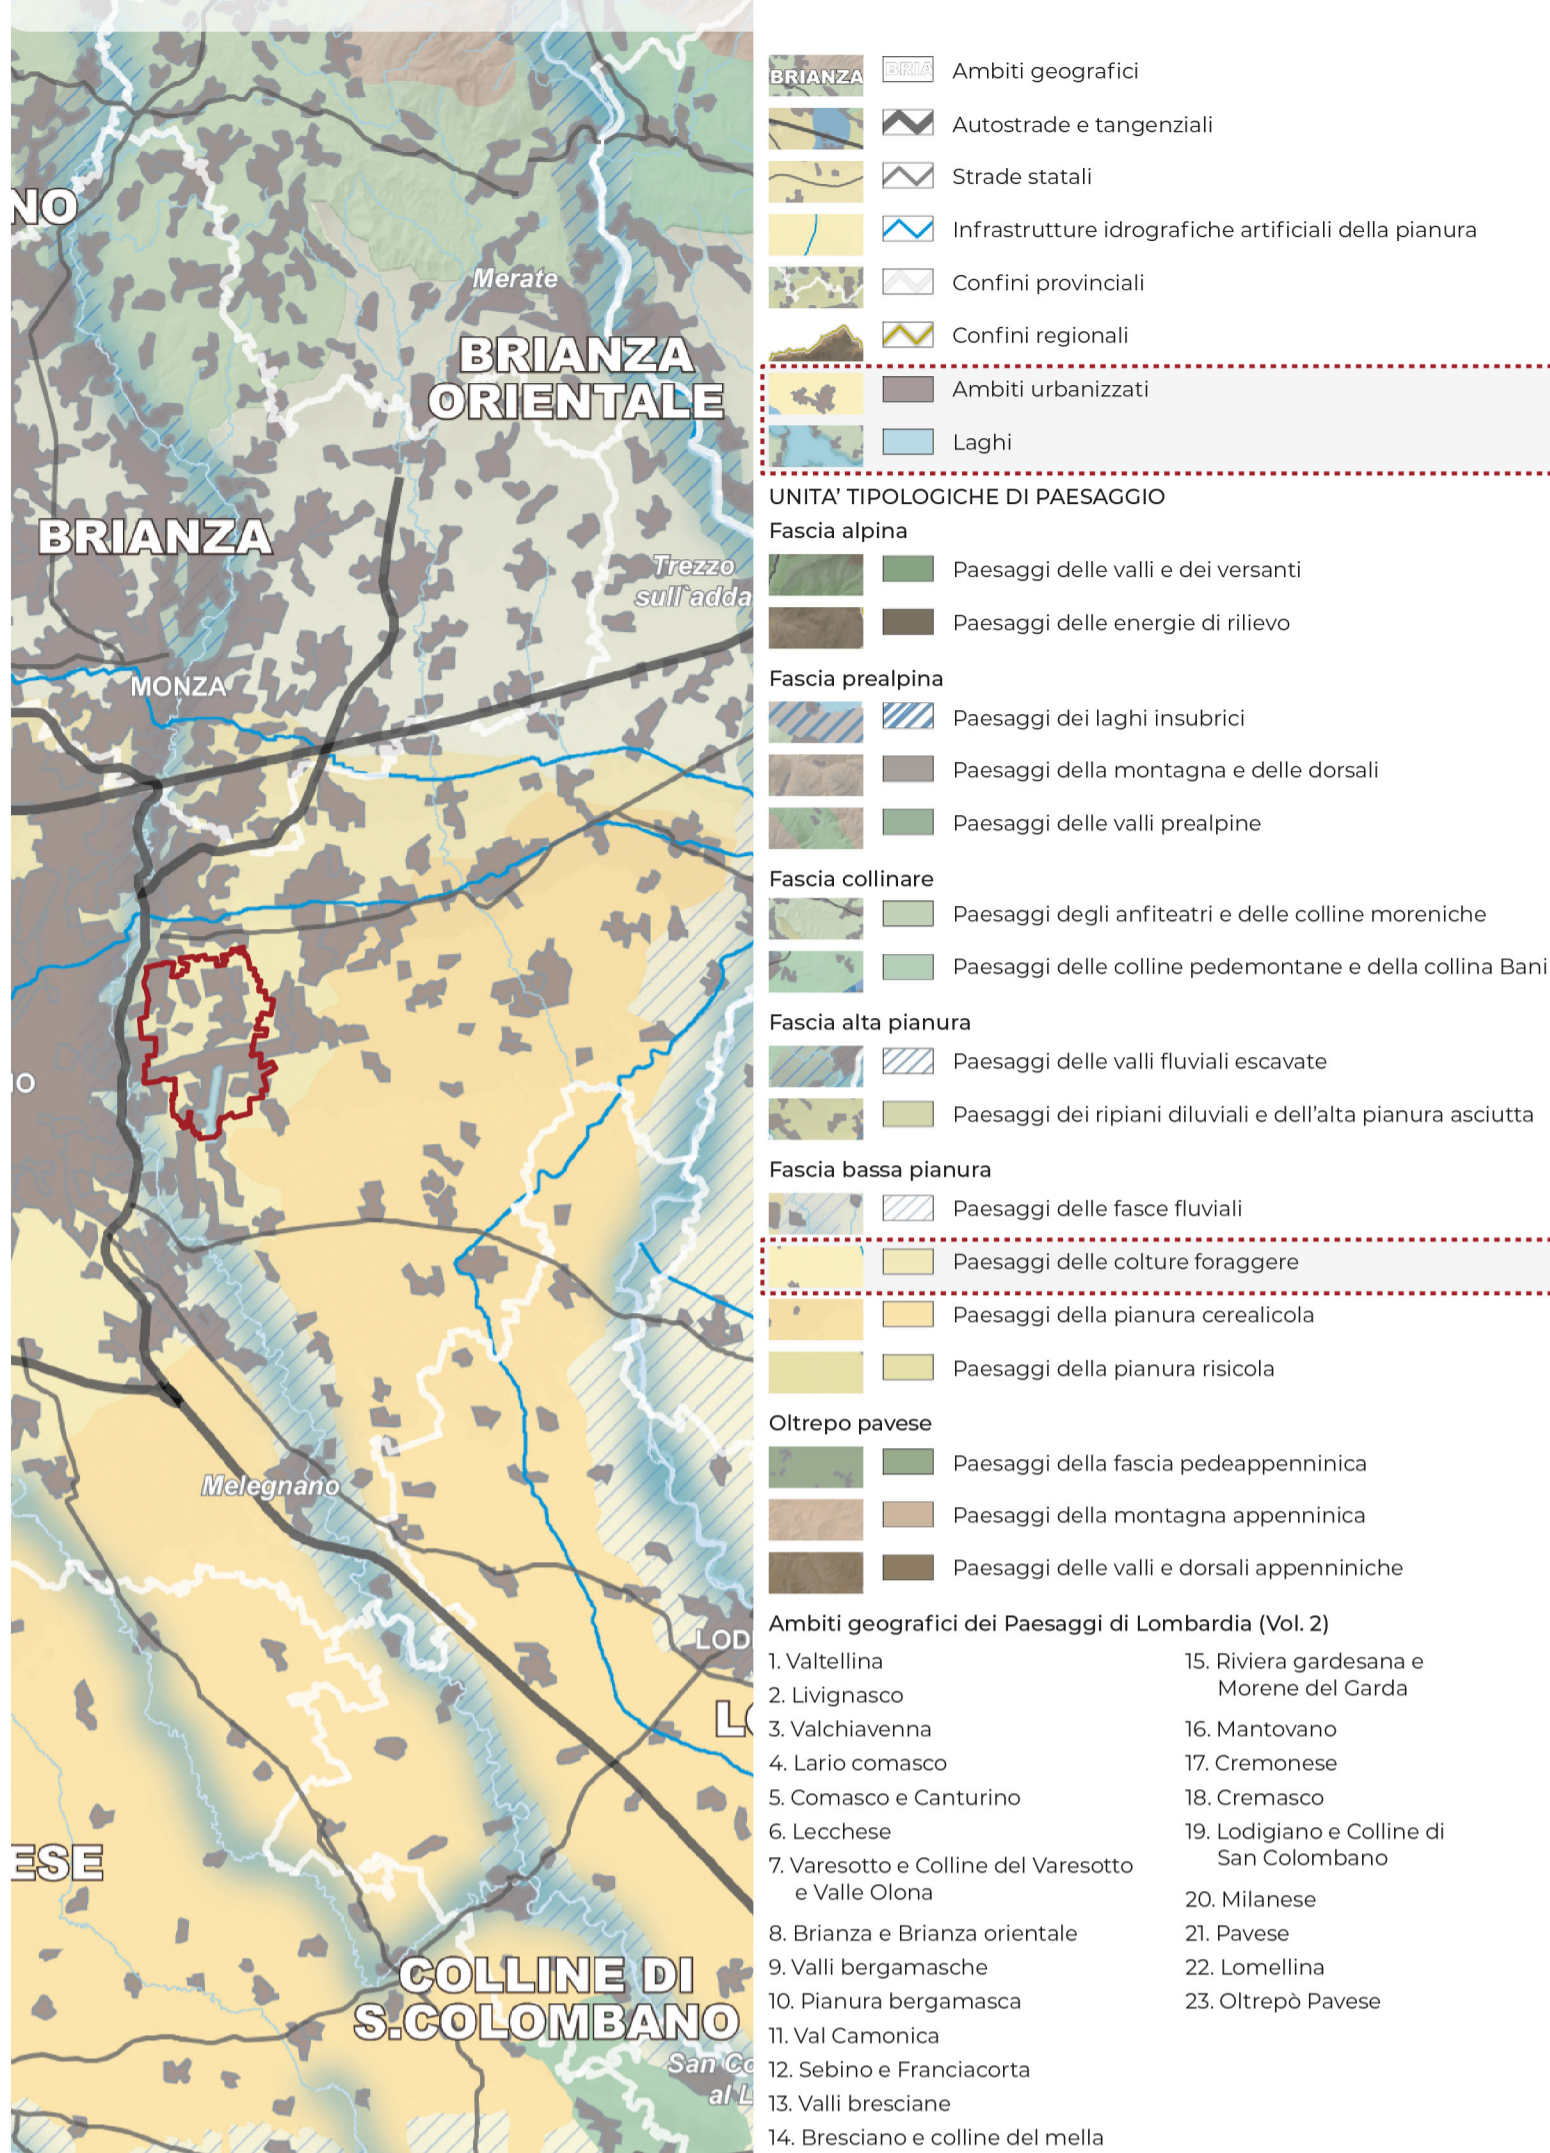 NO
Merate
BRIANZA
ORIENTALE
BRIANZA
Trezzo
sull`adda
MONZA
IO
Melegnano
LOD
LO
ESE
COLLINE DI
S.COLOMBANO
San Co
al L
BRIANZA BRIA Ambiti geografici
Autostrade e tangenziali
Strade statali
Infrastrutture idrografiche artificiali della pianura
Confini provinciali
Confini regionali
Ambiti urbanizzati
Laghi
UNITA’ TIPOLOGICHE DI PAESAGGIO
Fascia alpina
Paesaggi delle valli e dei versanti
Paesaggi delle energie di rilievo
Fascia prealpina
Paesaggi dei laghi insubrici
Paesaggi della montagna e delle dorsali
Paesaggi delle valli prealpine
Fascia collinare
Paesaggi degli anfiteatri e delle colline moreniche
Paesaggi delle colline pedemontane e della collina Bani
Fascia alta pianura
Paesaggi delle valli fluviali escavate
Paesaggi dei ripiani diluviali e dell’alta pianura asciutta
Fascia bassa pianura
Paesaggi delle fasce fluviali
Paesaggi delle colture foraggere
Paesaggi della pianura cerealicola
Paesaggi della pianura risicola
Oltrepo pavese
Paesaggi della fascia pedeappenninica
Paesaggi della montagna appenninica
Paesaggi delle valli e dorsali appenniniche
Ambiti geografici dei Paesaggi di Lombardia (Vol. 2)
1. Valtellina
2. Livignasco
3. Valchiavenna
4. Lario comasco
5. Comasco e Canturino
6. Lecchese
7. Varesotto e Colline del Varesotto
e Valle Olona
8. Brianza e Brianza orientale
9. Valli bergamasche
10. Pianura bergamasca
11. Val Camonica
12. Sebino e Franciacorta
13. Valli bresciane
14. Bresciano e colline del mella
15. Riviera gardesana e
Morene del Garda
16. Mantovano
17. Cremonese
18. Cremasco
19. Lodigiano e Colline di
San Colombano
20. Milanese
21. Pavese
22. Lomellina
23. Oltrepò Pavese